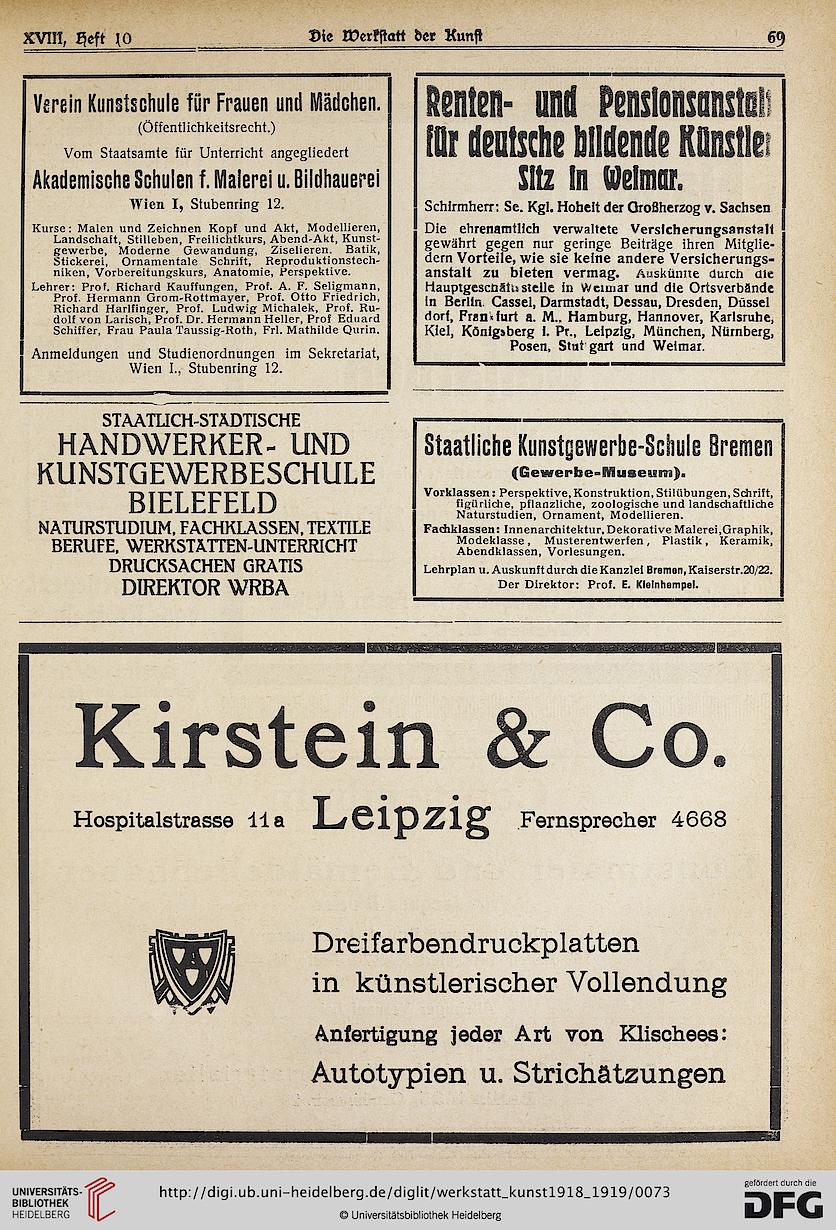 XVIII, Heft 10
Die Werkstatt der Kunst
69
Verein Kunstschule für Frauen und Mädchen.
(Öffentlichkeitsrecht.)
Vom Staatsamte für Unterricht angegliedert
Akademische Schulen f. Malerei u. Bildhauerei
Wien I, Stubenring 12.
Kurse: Malen und Zeichnen Kopf und Akt, Modellieren,
Landschaft, Stilleben, Freilichtkurs, Abend-Akt, Kunst-
gewerbe, Moderne Gewandung, Ziselieren. Batik,
Stickerei, Ornamentale Schrift, Reproduktionstech-
niken, Vorbereitungskurs, Anatomie, Perspektive.
Lehrer: Prof. Richard Kauffungen, Prof. A. F. Seligmann,
Prof. Hermann Grom-Rottmayer, Prof. Otto Friedrich,
Richard Harlfinger, Prof. Ludwig Michalek, Prof. Ru-
dolf von Larisch, Prof. Dr. Hermann Heller, Prof Eduard
Schiffer, Frau Paula Taussig-Roth, Frl. Mathilde Qurin.
Anmeldungen und Studienordnungen im Sekretariat,
Wien I., Stubenring 12.
STAATLICH-STÄDTISCHE
HANDWERKER- UND
KUNSTGEWERBESCHULE
BIELEFELD
NATURSTUDIUM, FACHKLASSEN, TEXTILE
BERUFE, WERKSTÄTTEN-UNTERRICHT
DRUCKSACHEN GRATIS
DIREKTOR WRBA
Renten- und Pensionsanstalt
für deutsche bildende Künstler
Sitz in Weimar.
Schirmherr: Se. Kgl. Hoheit der Großherzog v. Sachsen
Die ehrenamtlich verwaltete Versicherungsanstalt
gewährt gegen nur geringe Beiträge ihren Mitglie-
dern Vorteile, wie sie keine andere Versicherungs-
anstalt zu bieten vermag. Auskünfte durch die
Hauptgeschäftsstelle in Weimar und die Ortsverbände
in Berlin. Cassel, Darmstadt, Dessau, Dresden, Düssel
dorf, Frankfurt a. M., Hamburg, Hannover, Karlsruhe,
Kiel, Königsberg i. Pr., Leipzig, München, Nürnberg,
Posen, Stuttgart und Weimar.
Staatliche Kunstgewerbe-Schule Bremen
(Gewerbe-Museum).
Vorklassen: Perspektive, Konstruktion, Stilübungen, Schrift,
figürliche, pflanzliche, zoologische und landschaftliche
Naturstudien, Ornament, Modellieren.
Fachklassen: Innenarchitektur, Dekorative Malerei, Graphik,
Modeklasse, Musterentwerfen, Plastik, Keramik,
Abendklassen, Vorlesungen.
Lehrplan u. Auskunft durch die Kanzlei Bremen, Kaiserstr. 20/22.
Der Direktor: Prof. E. Kleinhempel.
Kirstein & Co.
Hospitalstrasse 11a Leipzig Fernsprecher 4668
Dreifarbendruckplatten
in künstlerischer Vollendung
Anfertigung jeder Art von Klischees:
Autotypien u. Strichätzungen
UNIVERSITÄTS-
BIBLIOTHEK
HEIDELBERG
http://digi.ub.uni-heidelberg.de/diglit/werkstatt_kunst1918_1919/0073
© Universitätsbibliothek Heidelberg
gefördert durch die
DFG